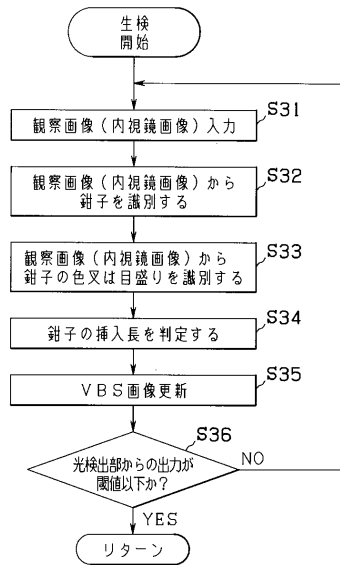 生検
開始
S31
観察画像(内視鏡画像)入力
S32
観察画像(内視鏡画像)から
鉗子を識別する
S33
観察画像(内視鏡画像)から
鉗子の色又は目盛りを識別する
S34
鉗子の挿入長を判定する
S35
VBS画像更新
S36
光検出部からの出力が
閾値以下か?
NO
YES
リターン